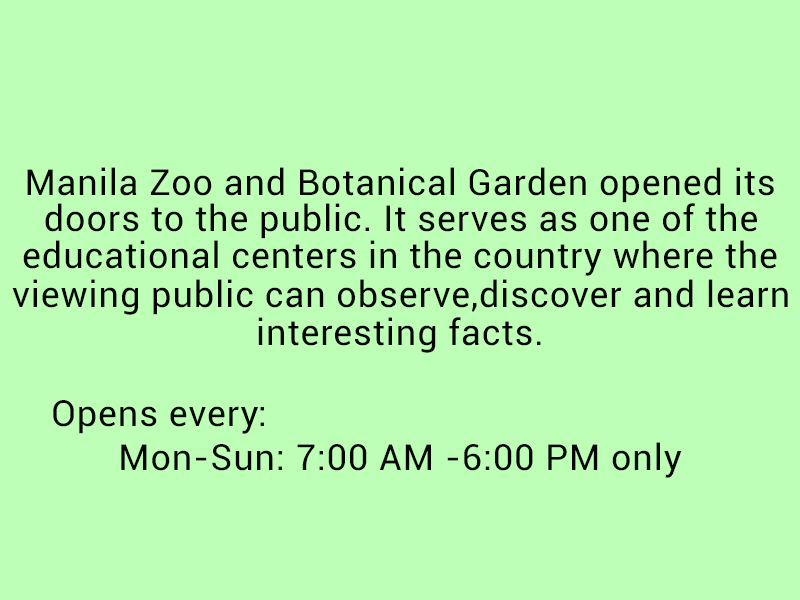 Manila Zoo and Botanical Garden opened its
doors to the public. It serves as one of the
educational centers in the country where the
viewing public can observe,discover and learn
interesting facts.
Opens every:
Mon-Sun: 7:00 AM -6:00 PM only